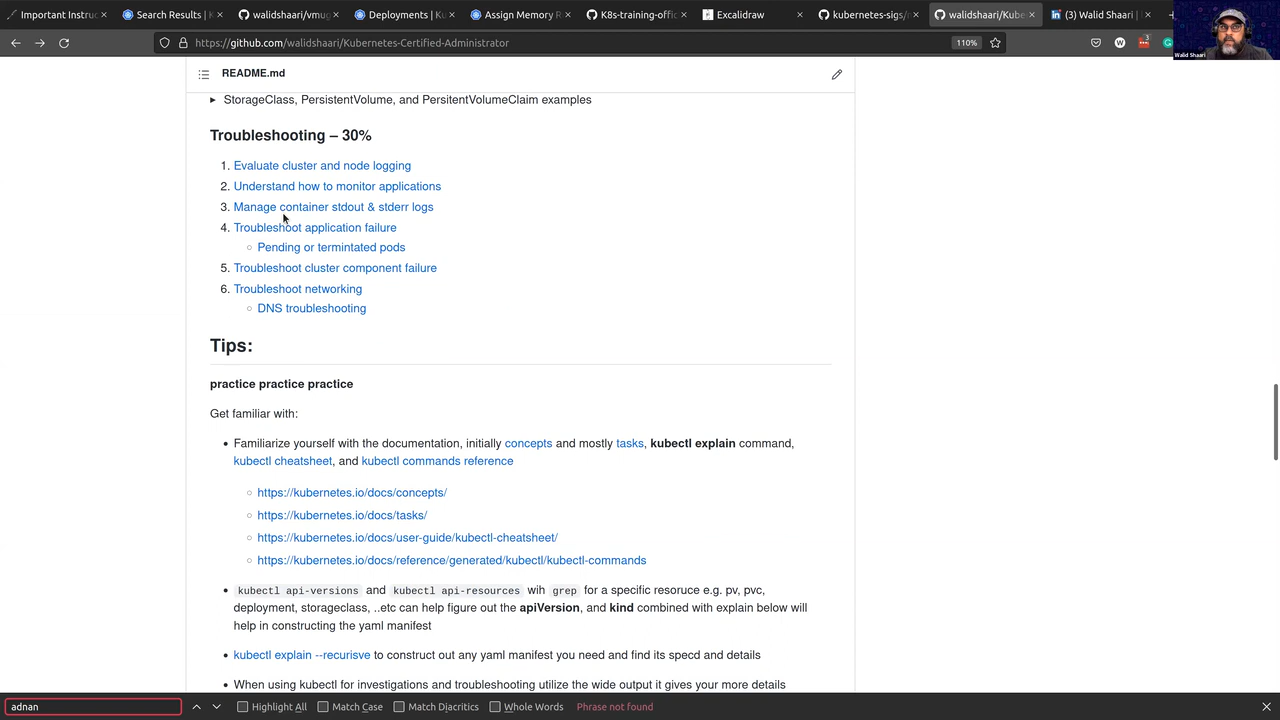 Important Instruc
Search Results | K
walidshaari/vmug
Deployments | Ku
Assign Memory R
K8s-training-offic
Excalidraw
kubernetes-sigs/
walidshaari/Kube
(3) Walid Shaari |
https://github.com/walidshaari/Kubernetes-Certified-Administrator
110%
Walid Shaari
README.md
StorageClass, PersistentVolume, and PersitentVolumeClaim examples
Troubleshooting – 30%
1. Evaluate cluster and node logging
2. Understand how to monitor applications
3. Manage container stdout & stderr logs
4. Troubleshoot application failure
Pending or termintated pods
5. Troubleshoot cluster component failure
6. Troubleshoot networking
DNS troubleshooting
Tips:
practice practice practice
Get familiar with:
Familiarize yourself with the documentation, initially concepts and mostly tasks, kubectl explain command,
kubectl cheatsheet, and kubectl commands reference
https://kubernetes.io/docs/concepts/
https://kubernetes.io/docs/tasks/
https://kubernetes.io/docs/user-guide/kubectl-cheatsheet/
https://kubernetes.io/docs/reference/generated/kubectl/kubectl-commands
kubectl api-versions and kubectl api-resources wih grep for a specific resoruce e.g. pv, pvc,
deployment, storageclass, ..etc can help figure out the apiVersion, and kind combined with explain below will
help in constructing the yaml manifest
kubectl explain --recurisve to construct out any yaml manifest you need and find its specd and details
When using kubectl for investigations and troubleshooting utilize the wide output it gives your more details
adnan
Highlight All
Match Case
Match Diacritics
Whole Words
Phrase not found